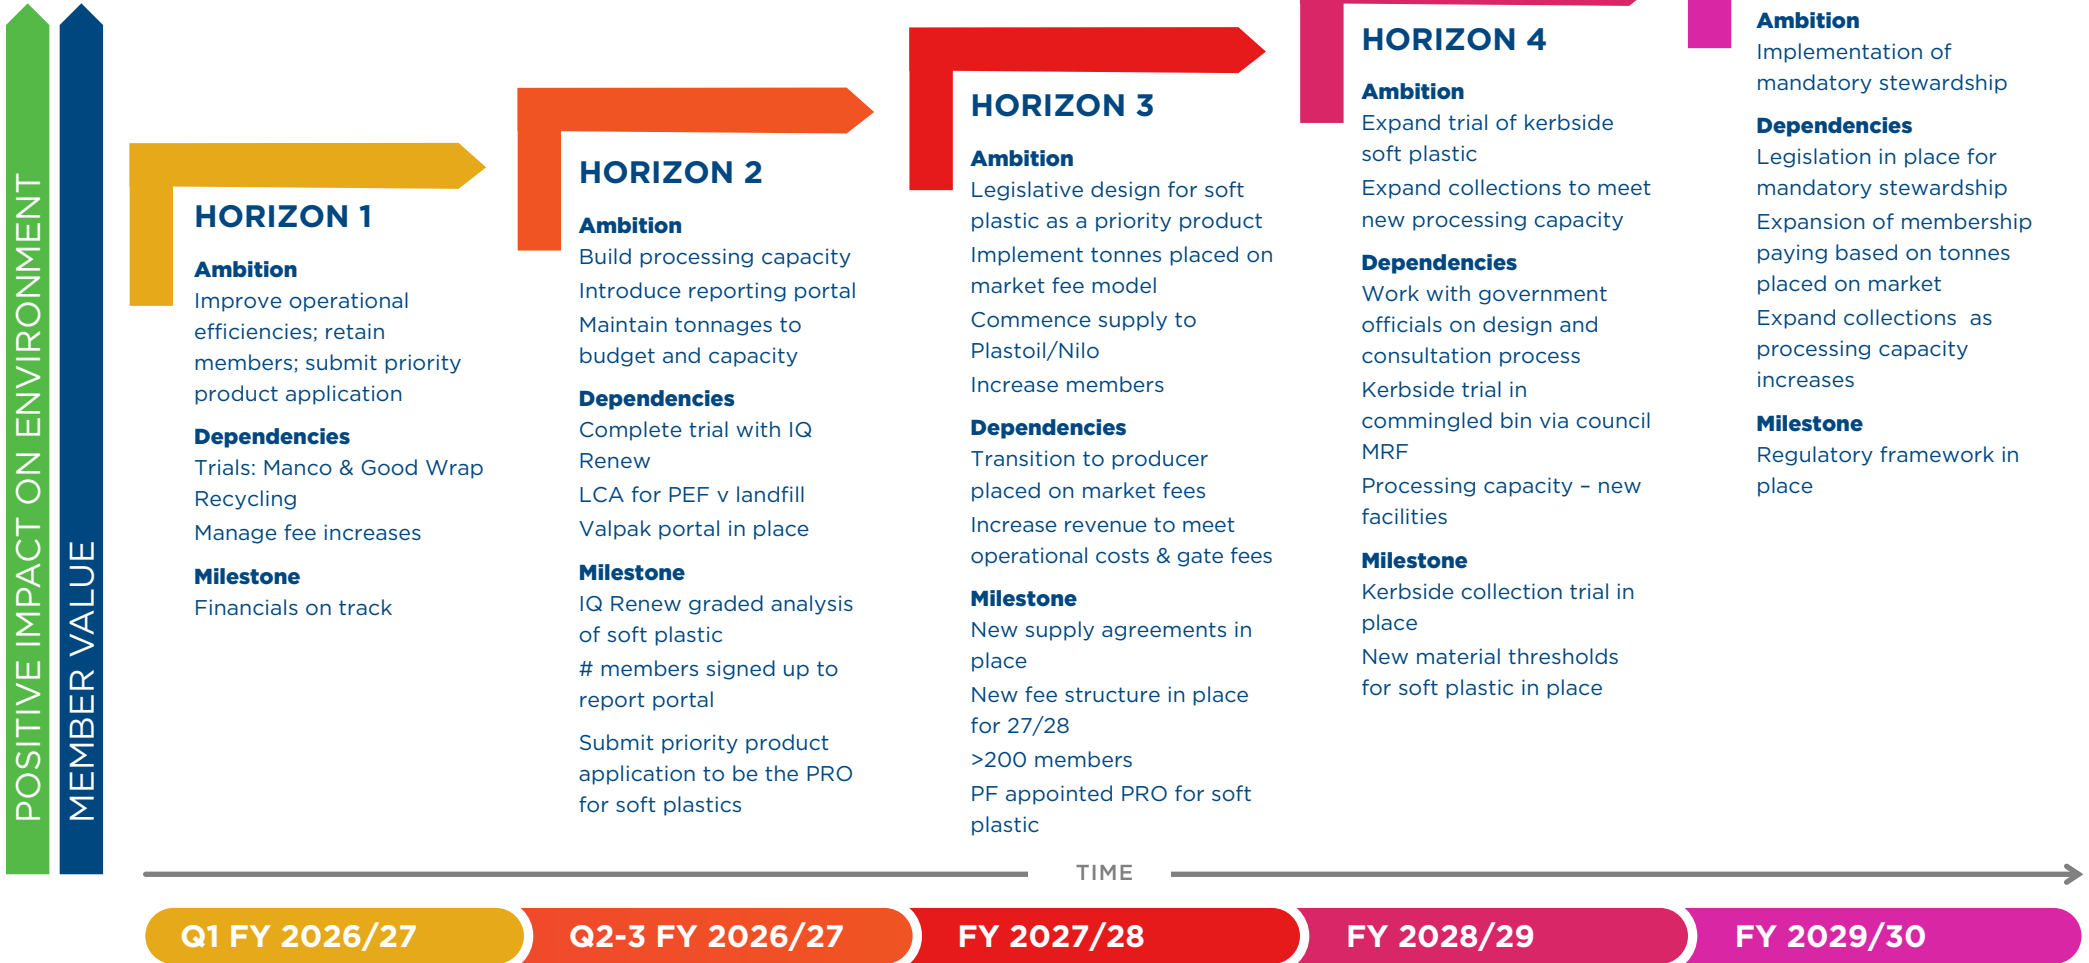 POSITIVE IMPACT ON ENVIRONMENT
MEMBER VALUE
HORIZON 1
Ambition
Improve operational
efficiencies; retain
members; submit priority
product application
Dependencies
Trials: Manco & Good Wrap
Recycling
Manage fee increases
Milestone
Financials on track
HORIZON 2
Ambition
Build processing capacity
Introduce reporting portal
Maintain tonnages to
budget and capacity
Dependencies
Complete trial with IQ
Renew
LCA for PEF v landfill
Valpak portal in place
Milestone
IQ Renew graded analysis
of soft plastic
# members signed up to
report portal
Submit priority product
application to be the PRO
for soft plastics
HORIZON 3
Ambition
Legislative design for soft
plastic as a priority product
Implement tonnes placed on
market fee model
Commence supply to
Plastoil/Nilo
Increase members
Dependencies
Transition to producer
placed on market fees
Increase revenue to meet
operational costs & gate fees
Milestone
New supply agreements in
place
New fee structure in place
for 27/28
>200 members
PF appointed PRO for soft
plastic
HORIZON 4
Ambition
Expand trial of kerbside
soft plastic
Expand collections to meet
new processing capacity
Dependencies
Work with government
officials on design and
consultation process
Kerbside trial in
commingled bin via council
MRF
Processing capacity – new
facilities
Milestone
Kerbside collection trial in
place
New material thresholds
for soft plastic in place
Ambition
Implementation of
mandatory stewardship
Dependencies
Legislation in place for
mandatory stewardship
Expansion of membership
paying based on tonnes
placed on market
Expand collections  as
processing capacity
increases
Milestone
Regulatory framework in
place
TIME
Q1 FY 2026/27
Q2-3 FY 2026/27
FY 2027/28
FY 2028/29
FY 2029/30